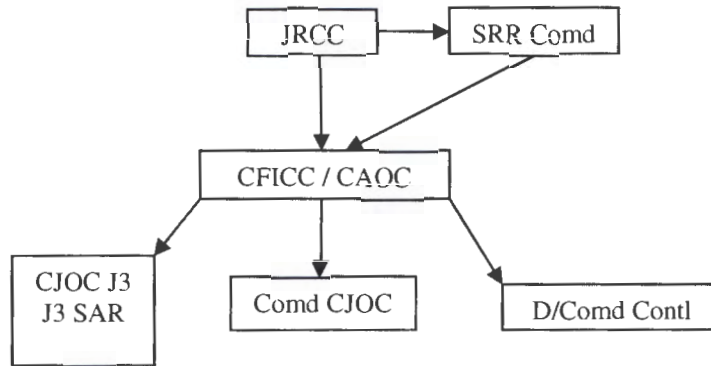 JRCC
SRR Comd
CFICC / CAOC
CJOC J3
J3 SAR
Comd CJOC
D/Comd Contl